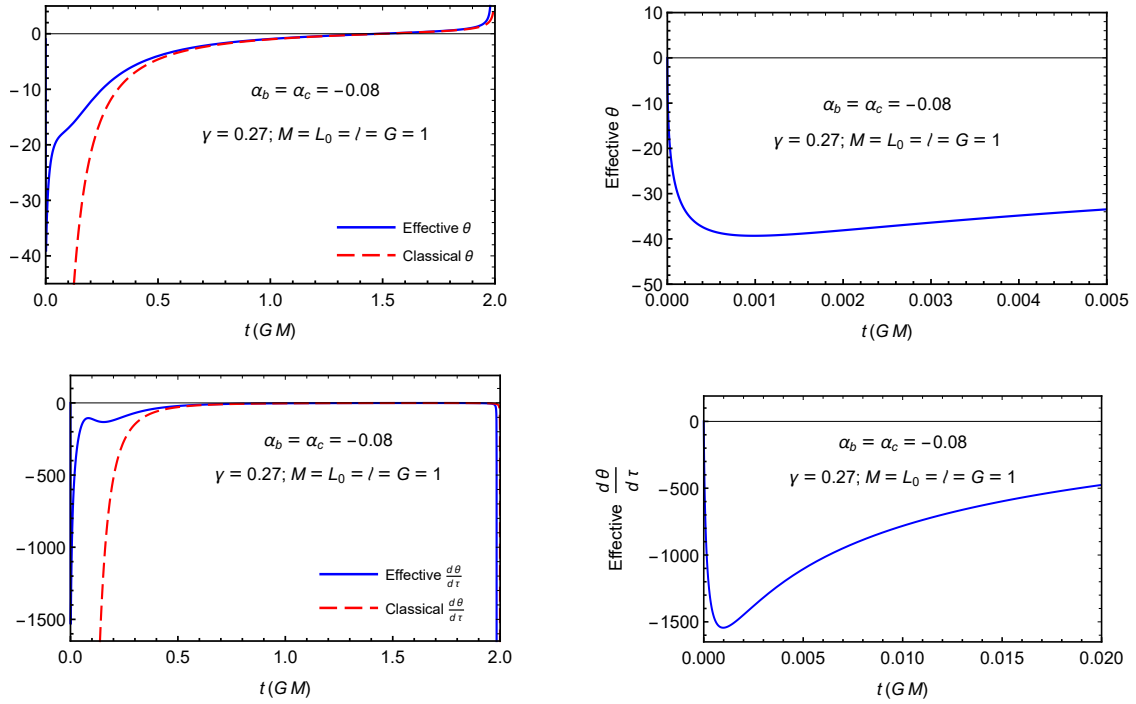 0
−10
−20
−30
−40
α_b = α_c = −0.08
γ = 0.27; M = L_0 = l = G = 1
Effective θ
Classical θ
0.0 0.5 1.0 1.5 2.0
t (G M)
Effective θ
10
0
−10
−20
−30
−40
−50
α_b = α_c = −0.08
γ = 0.27; M = L_0 = l = G = 1
0.000 0.001 0.002 0.003 0.004 0.005
t (G M)
0
−500
−1000
−1500
α_b = α_c = −0.08
γ = 0.27; M = L_0 = l = G = 1
Effective dθ/dτ
Classical dθ/dτ
0.0 0.5 1.0 1.5 2.0
t (G M)
Effective dθ/dτ
0
−500
−1000
−1500
α_b = α_c = −0.08
γ = 0.27; M = L_0 = l = G = 1
0.000 0.005 0.010 0.015 0.020
t (G M)